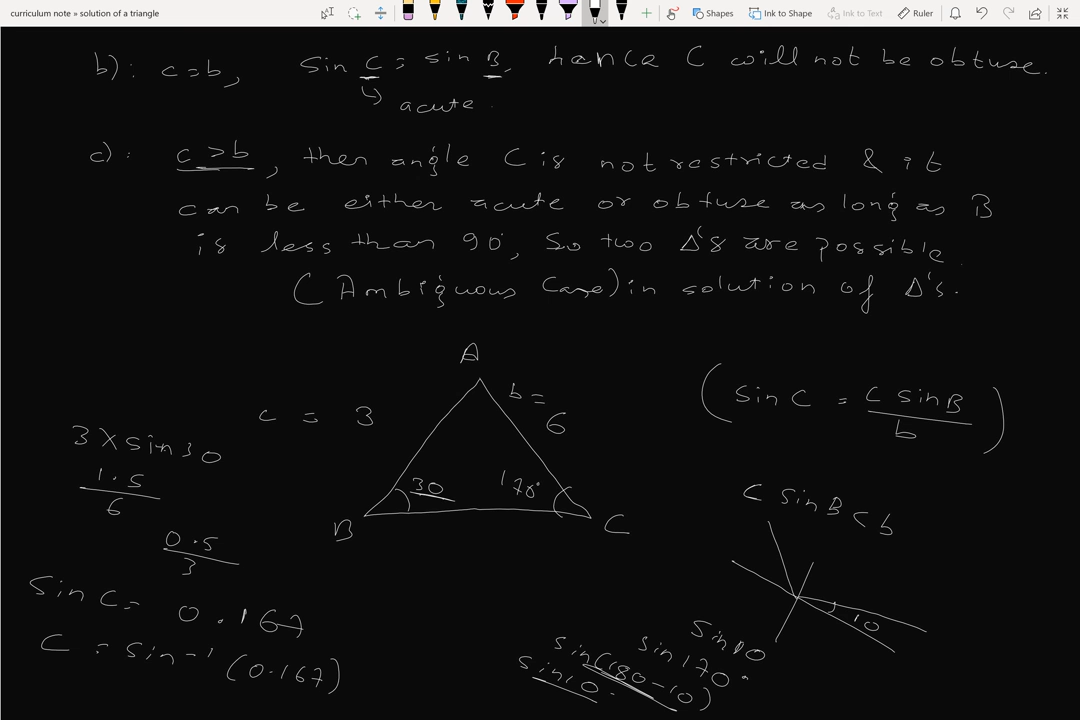 curriculum note » solution of a triangle
Shapes Ink to Shape Ink to Text Ruler
b): c=b, sin C = sin B, hence C will not be obtuse.
↳ acute.
c): c>b, then angle C is not restricted & it
can be either acute or obtuse as long as B
is less than 90°, So two Δ's are possible.
(Ambiguous Case) in solution of Δ's.
A
b = 6
c = 3
30
170°
B
C
(sin C = c sin B / b)
3 × sin 30
1.5 / 6
0.5 / 3
sin C = 0.167
C = sin⁻¹ (0.167)
c sin B < b
10
sin 10
sin 170°
sin(180-10)
sin 10.